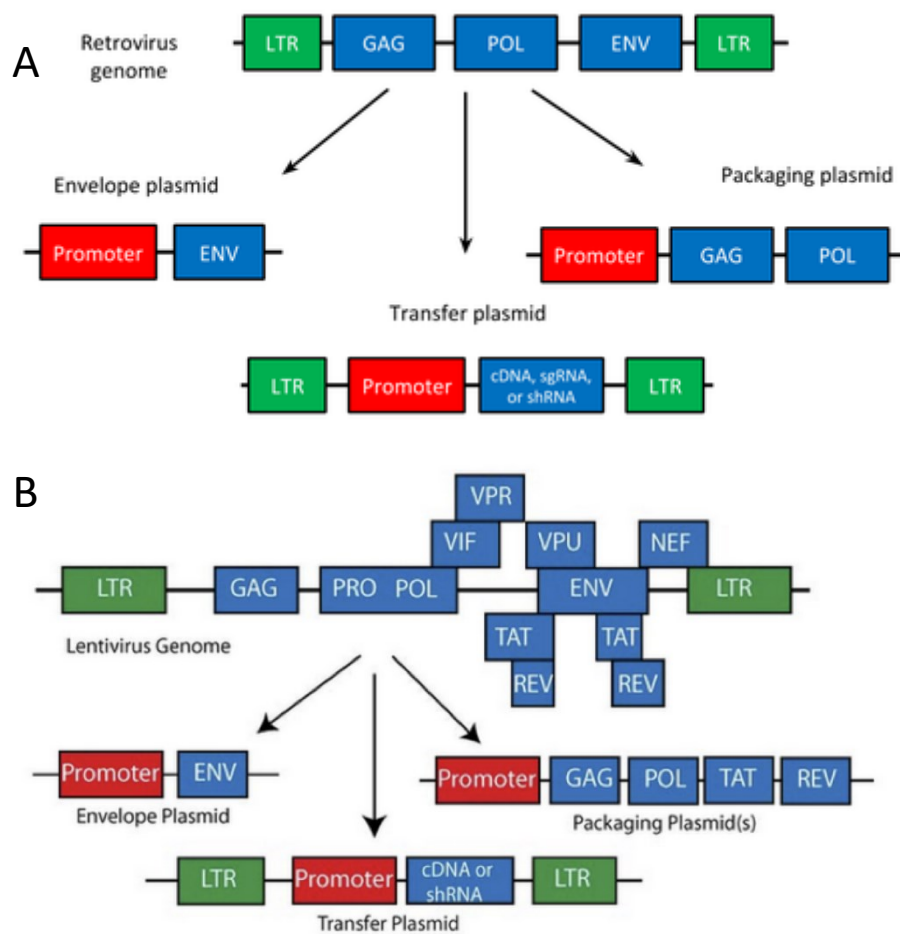 A
Retrovirus
genome
LTR GAG POL ENV LTR
Envelope plasmid
Packaging plasmid
Promoter ENV
Promoter GAG POL
Transfer plasmid
LTR Promoter cDNA, sgRNA,
or shRNA LTR
B
VPR
VIF VPU NEF
LTR GAG PRO POL ENV LTR
Lentivirus Genome
TAT TAT
REV REV
Promoter ENV
Envelope Plasmid
Promoter GAG POL TAT REV
Packaging Plasmid(s)
LTR Promoter cDNA or
shRNA LTR
Transfer Plasmid